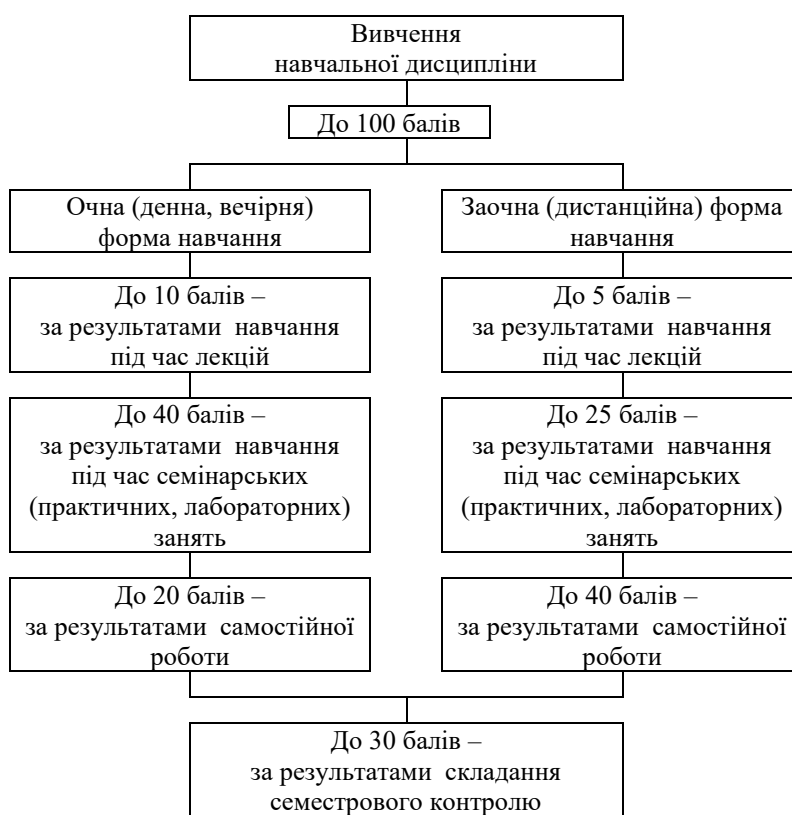 Вивчення
навчальної дисципліни
До 100 балів
Очна (денна, вечірня)
форма навчання
Заочна (дистанційна) форма
навчання
До 10 балів –
за результатами навчання
під час лекцій
До 5 балів –
за результатами навчання
під час лекцій
До 40 балів –
за результатами навчання
під час семінарських
(практичних, лабораторних)
занять
До 25 балів –
за результатами навчання
під час семінарських
(практичних, лабораторних)
занять
До 20 балів –
за результатами самостійної
роботи
До 40 балів –
за результатами самостійної
роботи
До 30 балів –
за результатами складання
семестрового контролю